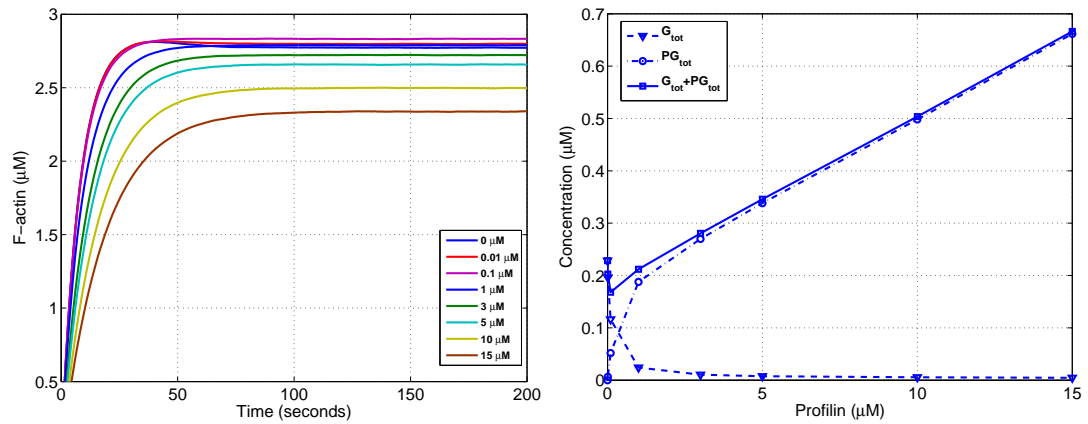 3
2.5
2
1.5
1
0.5
F−actin (μM)
0 μM
0.01 μM
0.1 μM
1 μM
3 μM
5 μM
10 μM
15 μM
0 50 100 150 200
Time (seconds)
0.7
0.6
0.5
0.4
0.3
0.2
0.1
0
Concentration (μM)
G_tot
PG_tot
G_tot+PG_tot
0 5 10 15
Profilin (μM)